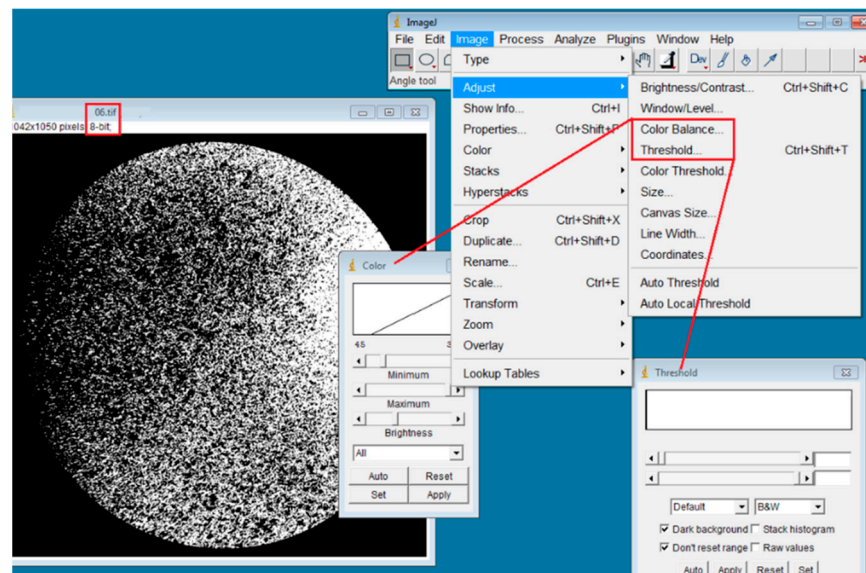 ImageJ
File Edit Image Process Analyze Plugins Window Help
Dev
Angle tool
06.tif
042x1050 pixels; 8-bit;
Type
Adjust
Show Info... Ctrl+I
Properties... Ctrl+Shift+P
Color
Stacks
Hyperstacks
Crop Ctrl+Shift+X
Duplicate... Ctrl+Shift+D
Rename...
Scale... Ctrl+E
Transform
Zoom
Overlay
Lookup Tables
Brightness/Contrast... Ctrl+Shift+C
Window/Level...
Color Balance...
Threshold... Ctrl+Shift+T
Color Threshold...
Size...
Canvas Size...
Line Width...
Coordinates...
Auto Threshold
Auto Local Threshold
Color
45
Minimum
Maximum
Brightness
All
Auto Reset
Set Apply
Threshold
Default B&W
Dark background Stack histogram
Don't reset range Raw values
Auto Apply Reset Set